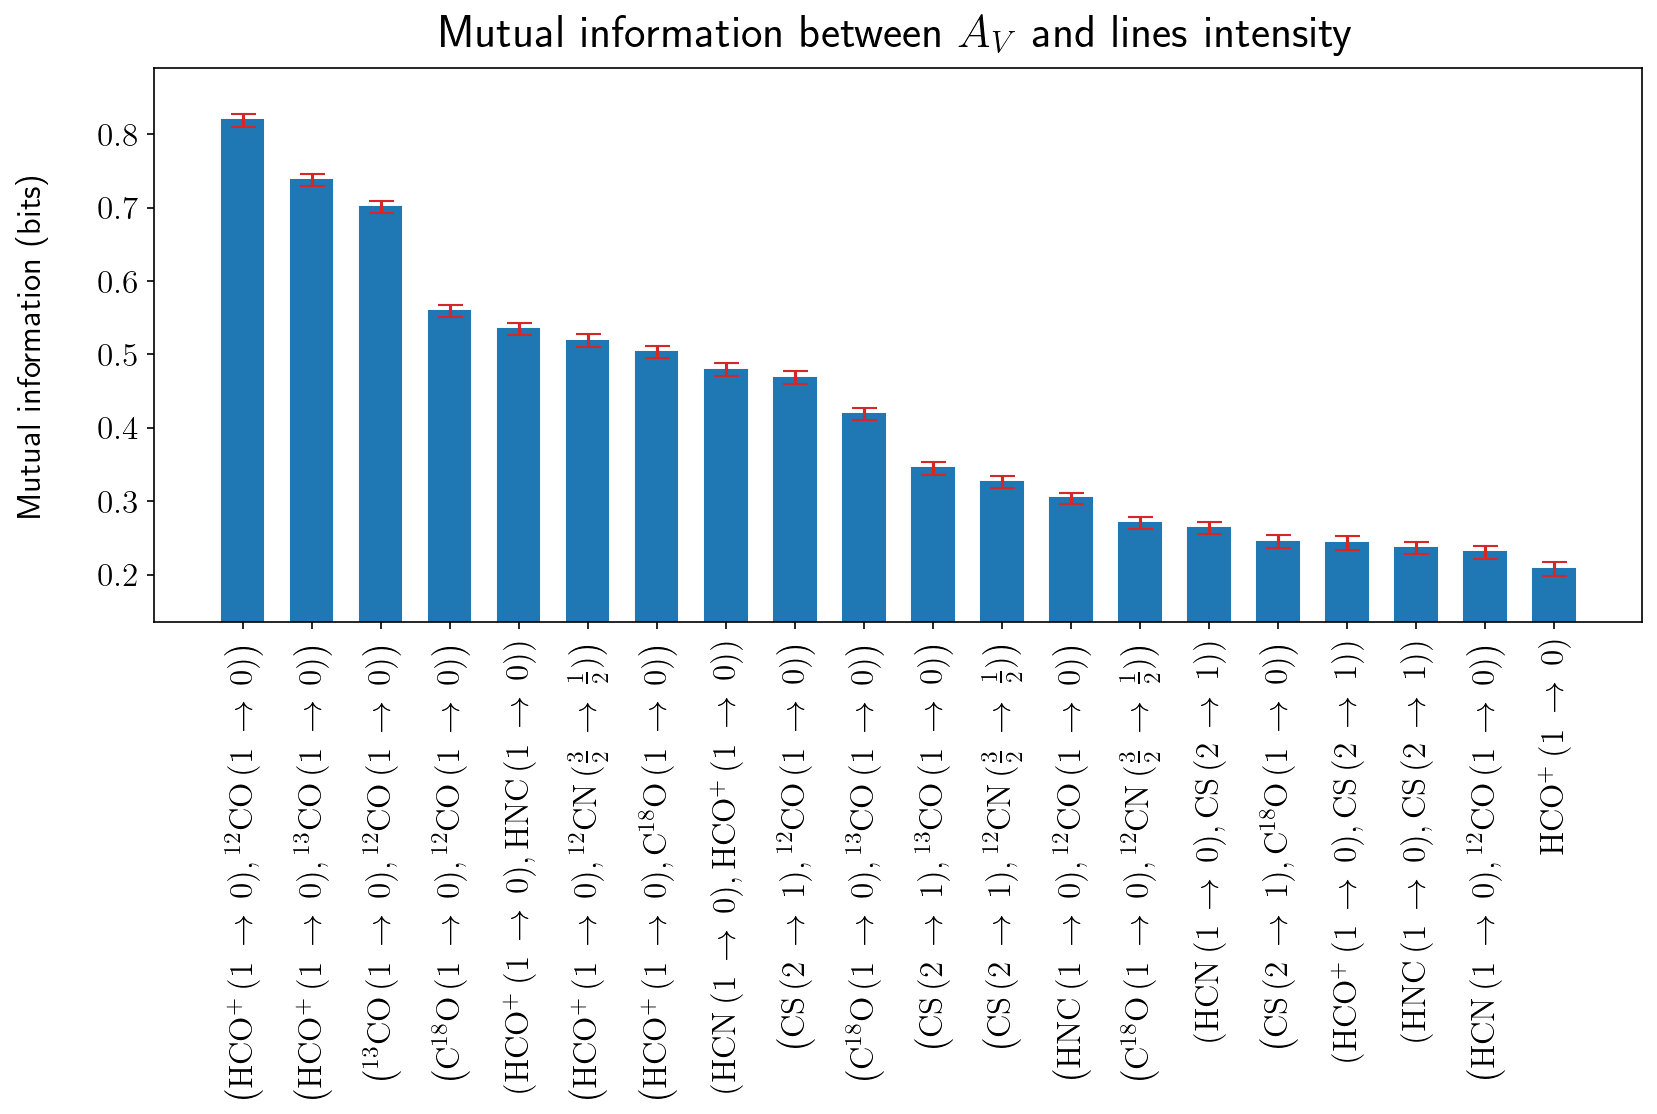 Mutual information between A_V and lines intensity
Mutual information (bits)
0.8
0.7
0.6
0.5
0.4
0.3
0.2
(HCO⁺ (1 → 0), ¹²CO (1 → 0))
(HCO⁺ (1 → 0), ¹³CO (1 → 0))
(¹³CO (1 → 0), ¹²CO (1 → 0))
(C¹⁸O (1 → 0), ¹²CO (1 → 0))
(HCO⁺ (1 → 0), HNC (1 → 0))
(HCO⁺ (1 → 0), ¹²CN (3/2 → 1/2))
(HCO⁺ (1 → 0), C¹⁸O (1 → 0))
(HCN (1 → 0), HCO⁺ (1 → 0))
(CS (2 → 1), ¹²CO (1 → 0))
(C¹⁸O (1 → 0), ¹³CO (1 → 0))
(CS (2 → 1), ¹³CO (1 → 0))
(CS (2 → 1), ¹²CN (3/2 → 1/2))
(HNC (1 → 0), ¹²CO (1 → 0))
(C¹⁸O (1 → 0), ¹²CN (3/2 → 1/2))
(HCN (1 → 0), CS (2 → 1))
(CS (2 → 1), C¹⁸O (1 → 0))
(HCO⁺ (1 → 0), CS (2 → 1))
(HNC (1 → 0), CS (2 → 1))
(HCN (1 → 0), ¹²CO (1 → 0))
HCO⁺ (1 → 0)